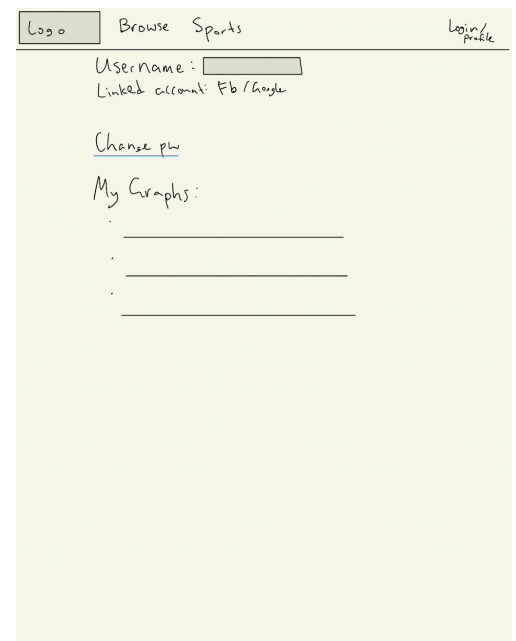 Logo Browse Sports Login/
profile
Username:
Linked account: Fb/Google
Change pw
My Graphs: